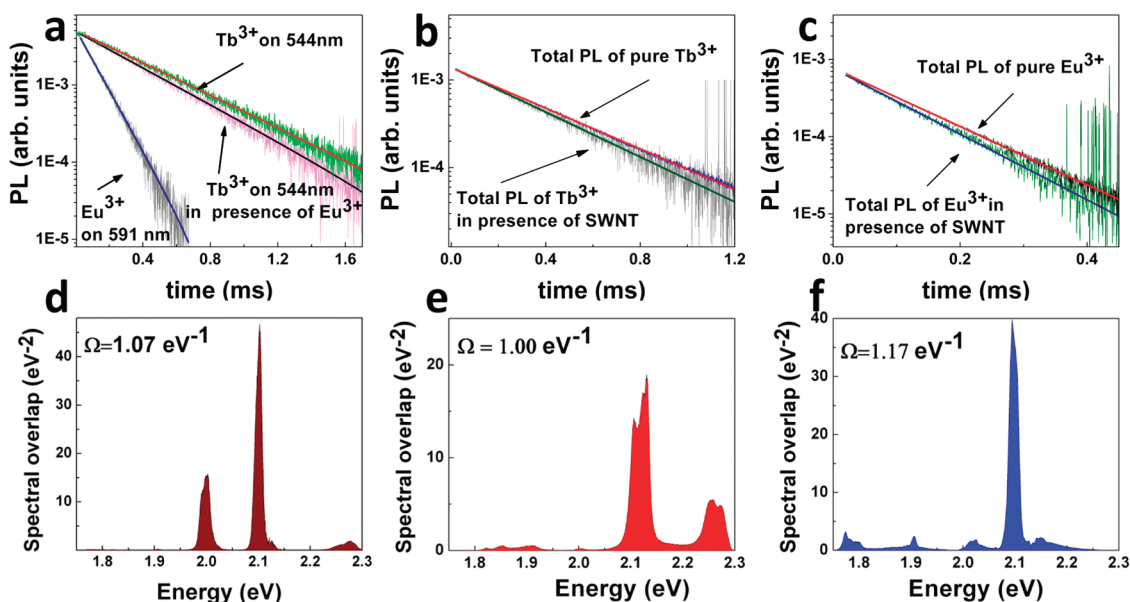 a
PL (arb. units)
1E-3
1E-4
1E-5
Tb3+ on 544nm
Tb3+ on 544nm
in presence of Eu3+
Eu3+
on 591 nm
0.4 0.8 1.2 1.6
time (ms)
b
PL (arb. units)
1E-3
1E-4
Total PL of pure Tb3+
Total PL of Tb3+
in presence of SWNT
0.0 0.4 0.8 1.2
time (ms)
c
PL (arb. units)
1E-3
1E-4
1E-5
Total PL of pure Eu3+
Total PL of Eu3+in
presence of SWNT
0.0 0.2 0.4
time (ms)
d
Spectral overlap (eV-2)
40
30
20
10
Ω=1.07 eV-1
1.8 1.9 2.0 2.1 2.2 2.3
Energy (eV)
e
Spectral overlap (eV-2)
20
10
0
Ω = 1.00 eV-1
1.8 1.9 2.0 2.1 2.2 2.3
Energy (eV)
f
Spectral overlap (eV-2)
40
30
20
10
0
Ω=1.17 eV-1
1.8 1.9 2.0 2.1 2.2 2.3
Energy (eV)